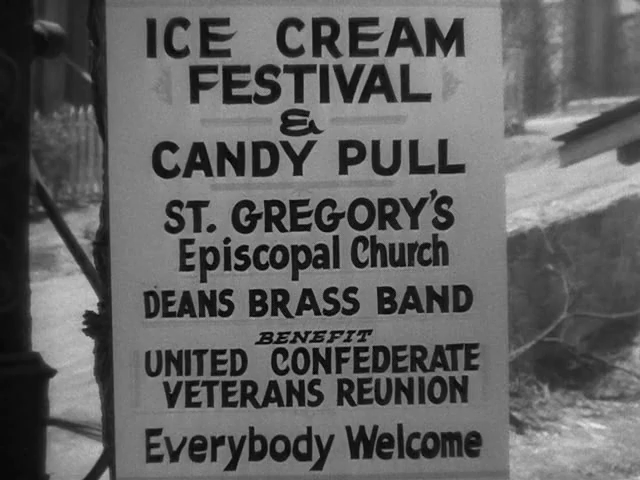 ICE CREAM
FESTIVAL
&
CANDY PULL
ST. GREGORY'S
Episcopal Church
DEANS BRASS BAND
BENEFIT
UNITED CONFEDERATE
VETERANS REUNION
Everybody Welcome